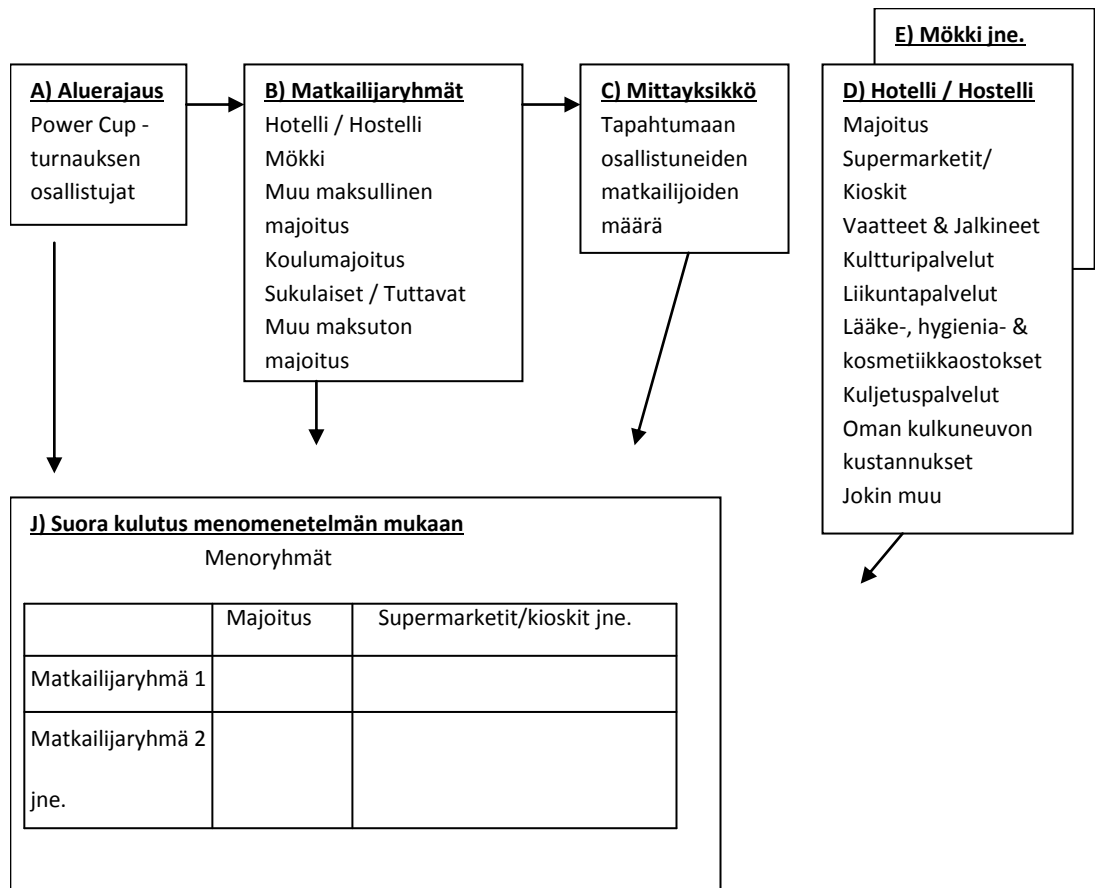 E) Mökki jne.
A) Aluerajaus
Power Cup -
turnauksen
osallistujat
B) Matkailijaryhmät
Hotelli / Hostelli
Mökki
Muu maksullinen
majoitus
Koulumajoitus
Sukulaiset / Tuttavat
Muu maksuton
majoitus
C) Mittayksikkö
Tapahtumaan
osallistuneiden
matkailijoiden
määrä
D) Hotelli / Hostelli
Majoitus
Supermarketit/
Kioskit
Vaatteet & Jalkineet
Kultturipalvelut
Liikuntapalvelut
Lääke-, hygienia- &
kosmetiikkaostokset
Kuljetuspalvelut
Oman kulkuneuvon
kustannukset
Jokin muu
J) Suora kulutus menomenetelmän mukaan
Menoryhmät
Majoitus
Supermarketit/kioskit jne.
Matkailijaryhmä 1
Matkailijaryhmä 2
jne.